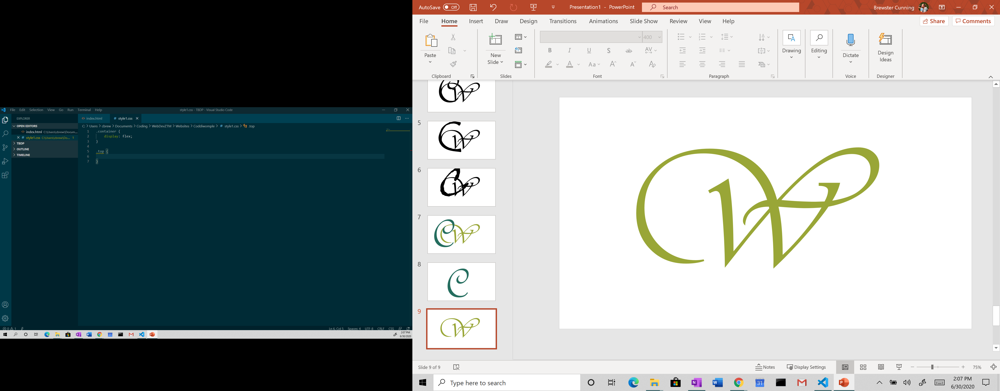 File Edit Selection View Go Run Terminal Help
style1.css - TBDP - Visual Studio Code
EXPLORER
OPEN EDITORS
index.html C:\Users\cbrew\Docum...
style1.css C:\Users\cbrew\Do... 1
TBDP
OUTLINE
TIMELINE
index.html
# style1.css
C: > Users > cbrew > Documents > Coding > WebDevZTM > Websites > Coddiwomple > # style1.css > .top
1 .container {
2 display: flex;
3 }
4
5 .top {
6
7 }
0 1
Ln 6, Col 5 Spaces: 4 UTF-8 CRLF CSS
2:07 PM
6/30/2020
AutoSave Off
Presentation1 - PowerPoint
Search
Brewster Cunning
File Home Insert Draw Design Transitions Animations Slide Show Review View Help
Share
Comments
Paste
Clipboard
New
Slide
Slides
400
B I U S ab AV
A Aa A A A
Font
Paragraph
Drawing
Editing
Dictate
Voice
Design
Ideas
Designer
5
6
7
8
9
CW
C
W
W
Slide 9 of 9
Notes
Display Settings
75%
Type here to search
31
2:07 PM
6/30/2020